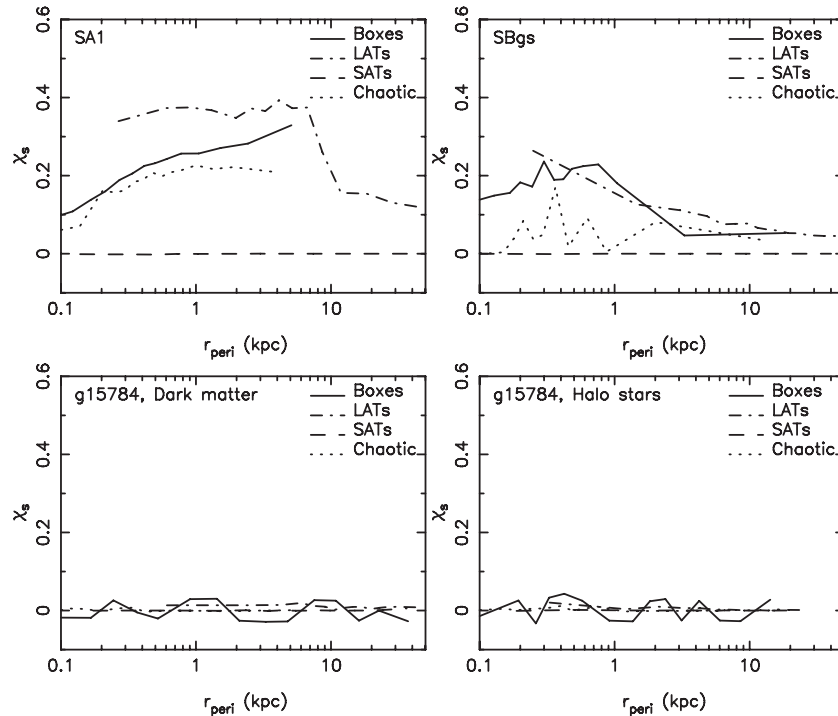 SA1
Boxes
LATs
SATs
Chaotic
0.6
0.4
0.2
0
χs
0.1
1
10
r_peri (kpc)
SBgs
Boxes
LATs
SATs
Chaotic
0.6
0.4
0.2
0
χs
0.1
1
10
r_peri (kpc)
g15784, Dark matter
Boxes
LATs
SATs
Chaotic
0.6
0.4
0.2
0
χs
0.1
1
10
r_peri (kpc)
g15784, Halo stars
Boxes
LATs
SATs
Chaotic
0.6
0.4
0.2
0
χs
0.1
1
10
r_peri (kpc)